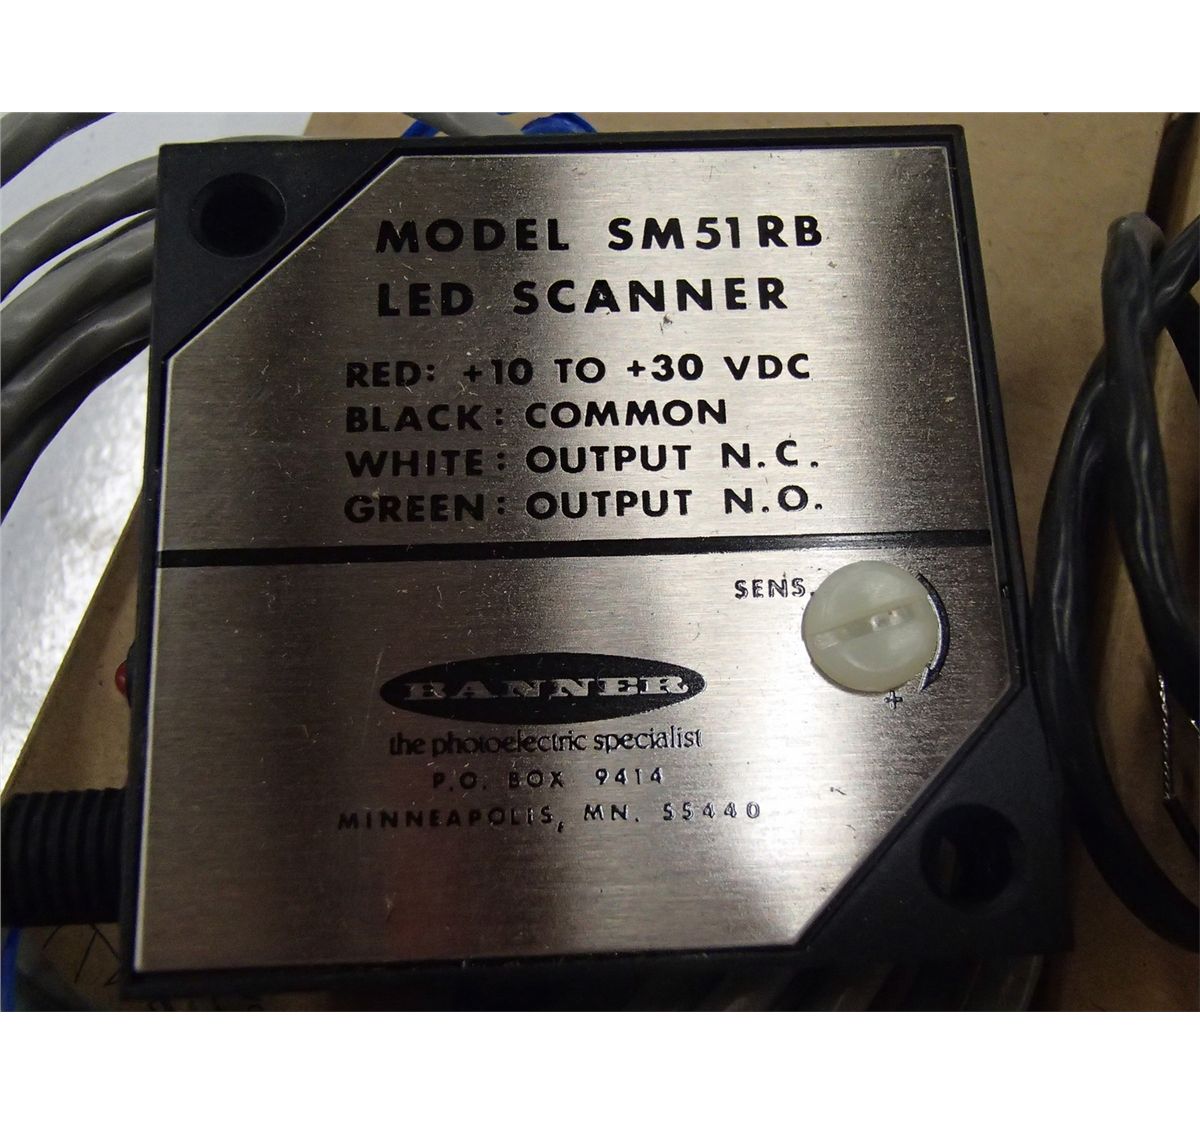 MODEL SM51RB
LED SCANNER
RED: +10 TO +30 VDC
BLACK: COMMON
WHITE: OUTPUT N.C.
GREEN: OUTPUT N.O.
SENS.
+
BANNER
the photoelectric specialist
P.O. BOX 9414
MINNEAPOLIS, MN. 55440